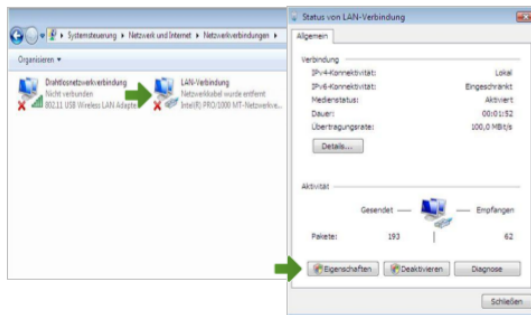 Systemsteuerung ▸ Netzwerk und Internet ▸ Netzwerkverbindungen ▸
Organisieren ▾
Drahtlosnetzwerkverbindung
Nicht verbunden
802.11 USB Wireless LAN Adapte
LAN-Verbindung
Netzwerkkabel wurde entfernt
Intel(R) PRO/1000 MT-Netzwerkve...
Status von LAN-Verbindung
Allgemein
Verbindung
IPv4-Konnektivität: Lokal
IPv6-Konnektivität: Eingeschränkt
Medienstatus: Aktiviert
Dauer: 00:01:52
Übertragungsrate: 100,0 MBit/s
Details...
Aktivität
Gesendet Empfangen
Pakete: 193 62
Eigenschaften Deaktivieren Diagnose
Schließen